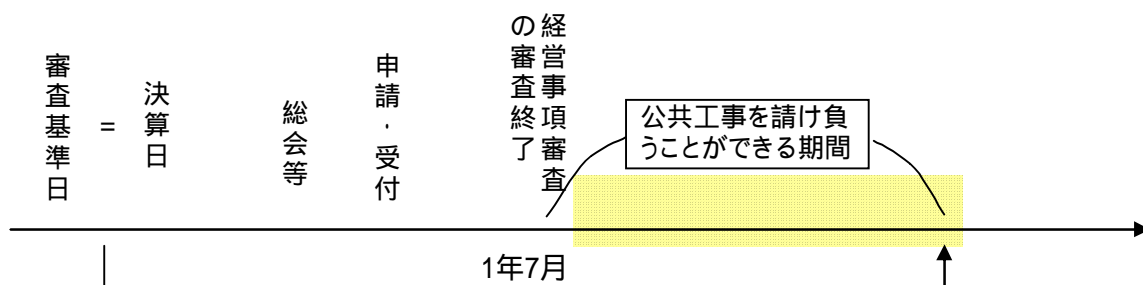 審査基準日
=
決算日
総会等
申請・受付
経営事項審査
の審査終了
公共工事を請け負
うことができる期間
1年7月